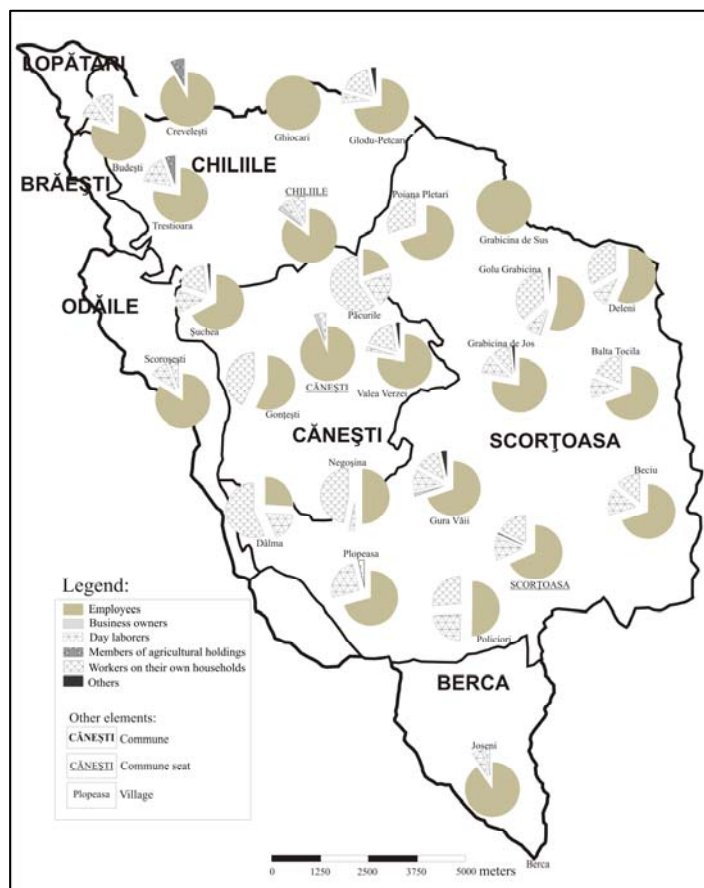 LOPĂTARI
Crevelești
Ghiocari
Glodu-Petcari
Budești
CHILIILE
BRĂEȘTI
Trestioara
CHILIILE
Poiana Pletari
Grabicina de Sus
ODĂILE
Șuchea
Păcurile
Golu Grabicina
Deleni
Scoroșești
Grabicina de Jos
Balta Tocila
CĂNEȘTI
Valea Verzei
Gonțești
CĂNEȘTI
SCORȚOASA
Negoșina
Beciu
Gura Văii
Dâlma
Plopeasa
SCORȚOASA
Policiori
Legend:
Employees
Business owners
Day laborers
Members of agricultural holdings
Workers on their own households
Others
Other elements:
CĂNEȘTI Commune
CĂNEȘTI Commune seat
Plopeasa Village
BERCA
Joseni
Berca
0 1250 2500 3750 5000 meters